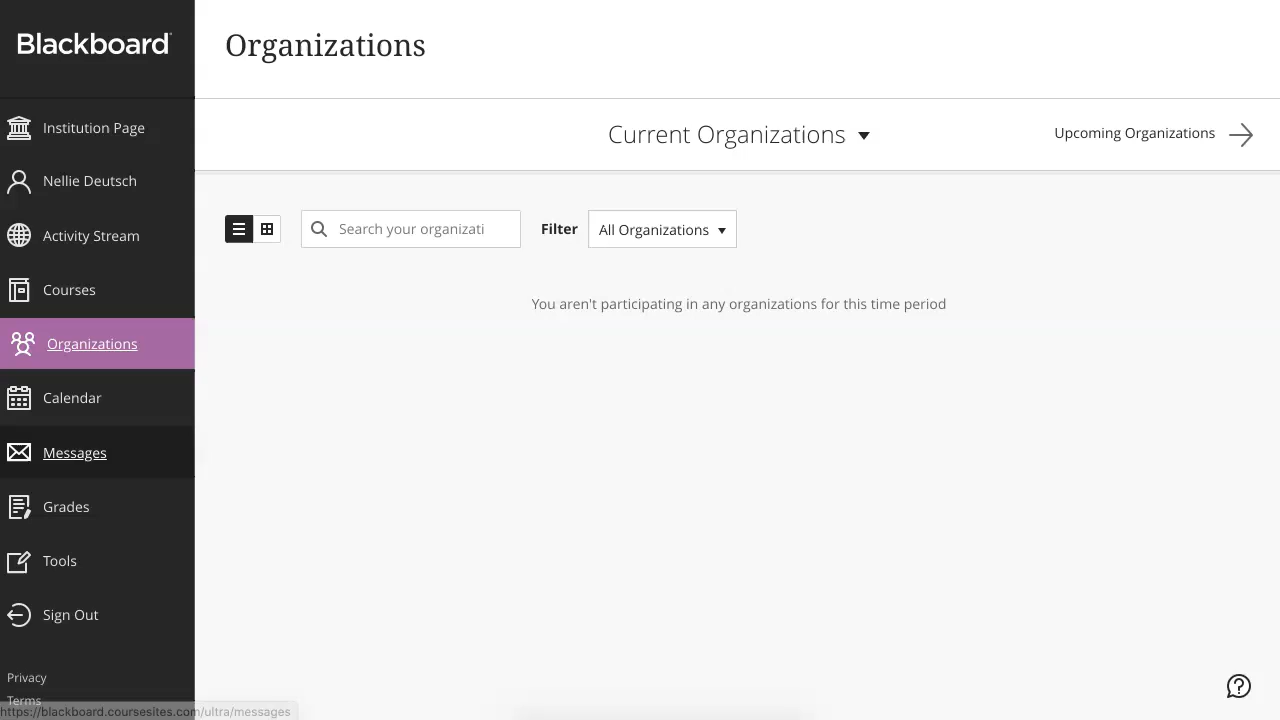 Blackboard
Organizations
Institution Page
Nellie Deutsch
Activity Stream
Courses
Organizations
Calendar
Messages
Grades
Tools
Sign Out
Privacy
Terms
https://blackboard.coursesites.com/ultra/messages
Current Organizations
Upcoming Organizations
Search your organizati
Filter
All Organizations
You aren't participating in any organizations for this time period